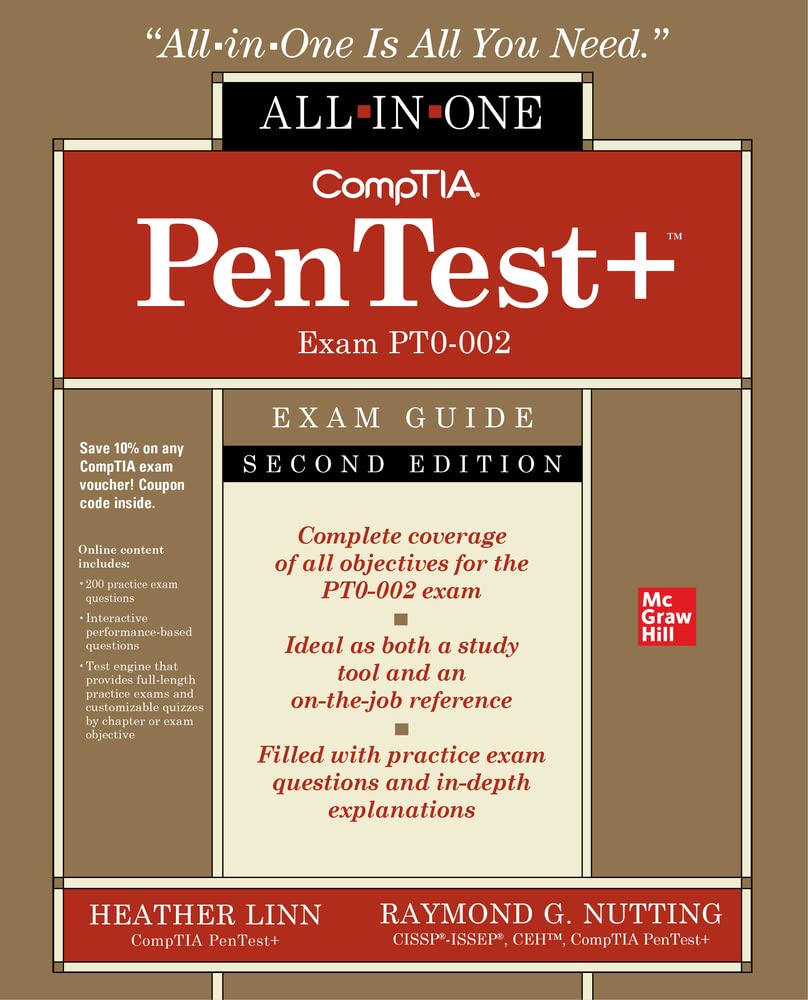 “All▪in▪One Is All You Need.”
ALL▪IN▪ONE
CompTIA®
PenTest+™
Exam PT0-002
EXAM GUIDE
SECOND EDITION
Save 10% on any
CompTIA exam
voucher! Coupon
code inside.
Online content
includes:
• 200 practice exam
questions
• Interactive
performance-based
questions
• Test engine that
provides full-length
practice exams and
customizable quizzes
by chapter or exam
objective
Complete coverage
of all objectives for the
PT0-002 exam
Ideal as both a study
tool and an
on-the-job reference
Filled with practice exam
questions and in-depth
explanations
Mc
Graw
Hill
HEATHER LINN
CompTIA PenTest+
RAYMOND G. NUTTING
CISSP®-ISSEP®, CEH™, CompTIA PenTest+